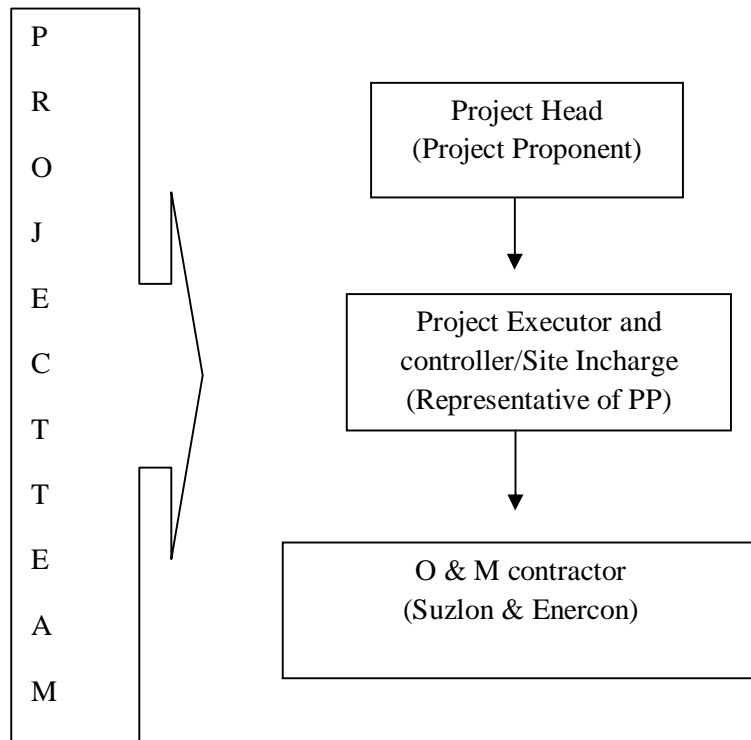 P
R
O
J
E
C
T
T
E
A
M
Project Head
(Project Proponent)
Project Executor and
controller/Site Incharge
(Representative of PP)
O & M contractor
(Suzlon & Enercon)